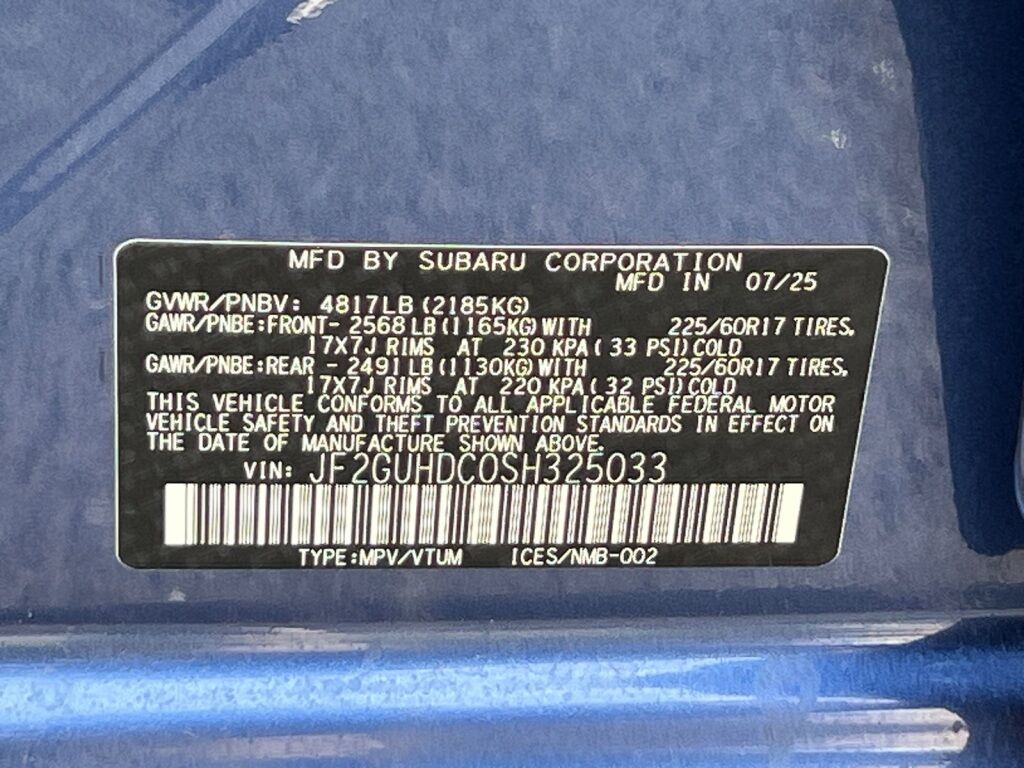 MFD BY SUBARU CORPORATION
MFD IN 07/25
GVWR/PNBV: 4817LB (2185KG)
GAWR/PNBE:FRONT- 2568 LB (1165KG) WITH 225/60R17 TIRES,
17X7J RIMS AT 230 KPA ( 33 PSI) COLD
GAWR/PNBE:REAR - 2491 LB (1130KG) WITH 225/60R17 TIRES,
17X7J RIMS AT 220 KPA ( 32 PSI) COLD
THIS VEHICLE CONFORMS TO ALL APPLICABLE FEDERAL MOTOR
VEHICLE SAFETY AND THEFT PREVENTION STANDARDS IN EFFECT ON
THE DATE OF MANUFACTURE SHOWN ABOVE.
VIN: JF2GUHDC0SH325033
TYPE:MPV/VTUM ICES/NMB-002